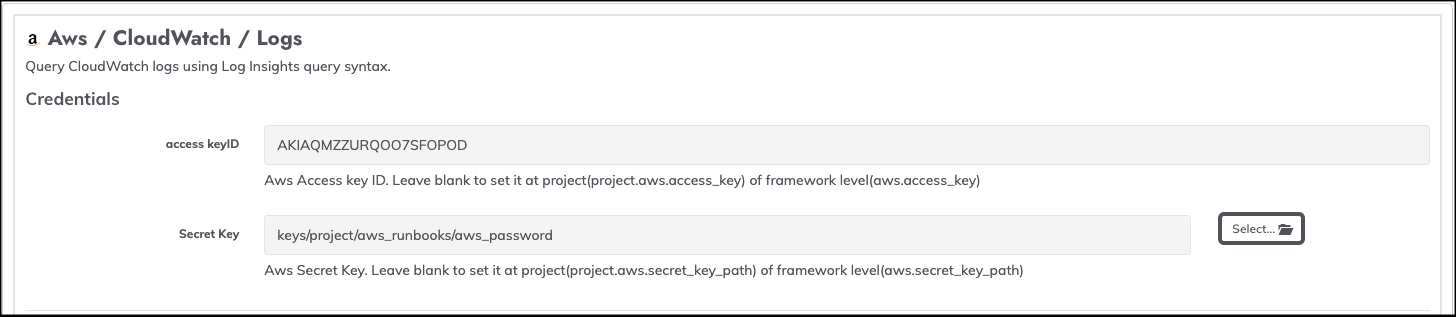 Aws / CloudWatch / Logs
Query CloudWatch logs using Log Insights query syntax.
Credentials
access keyID
AKIAQMZZURQOO7SFOPOD
Aws Access key ID. Leave blank to set it at project(project.aws.access_key) of framework level(aws.access_key)
Secret Key
keys/project/aws_runbooks/aws_password
Select...
Aws Secret Key. Leave blank to set it at project(project.aws.secret_key_path) of framework level(aws.secret_key_path)